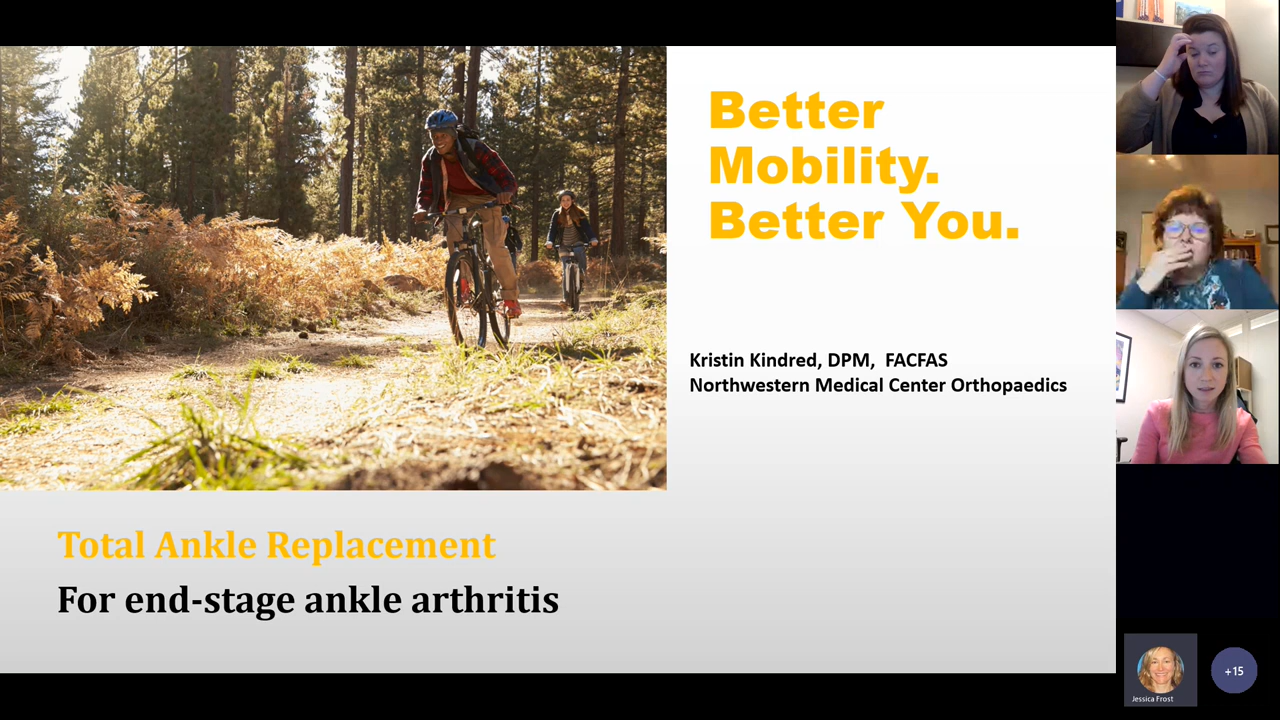 Better
Mobility.
Better You.
Kristin Kindred, DPM, FACFAS
Northwestern Medical Center Orthopaedics
Total Ankle Replacement
For end-stage ankle arthritis
Jessica Frost
+15